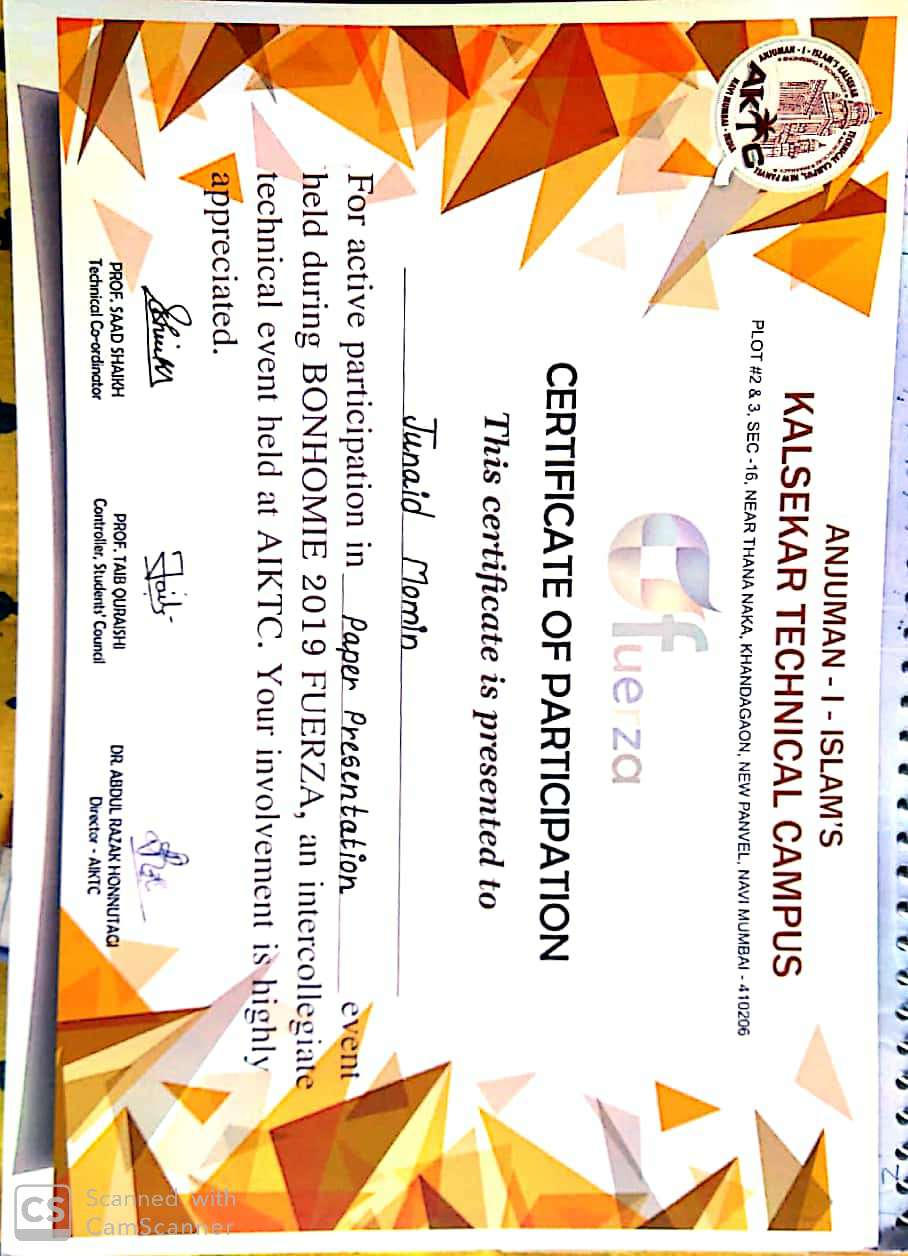 ANJUMAN - I - ISLAM'S
KALSEKAR TECHNICAL CAMPUS
PLOT #2 & 3, SEC -16, NEAR THANA NAKA, KHANDAGAON, NEW PANVEL, NAVI MUMBAI - 410206
fuerza
CERTIFICATE OF PARTICIPATION
This certificate is presented to
Junaid Momin
For active participation in Paper Presentation event
held during BONHOMIE 2019 FUERZA, an intercollegiate
technical event held at AIKTC. Your involvement is highly
appreciated.
PROF. SAAD SHAIKH
Technical Co-ordinator
PROF. TAIB QURAISHI
Controller, Students' Council
DR. ABDUL RAZAK HONNUTAGI
Director - AIKTC
CS Scanned with
CamScanner